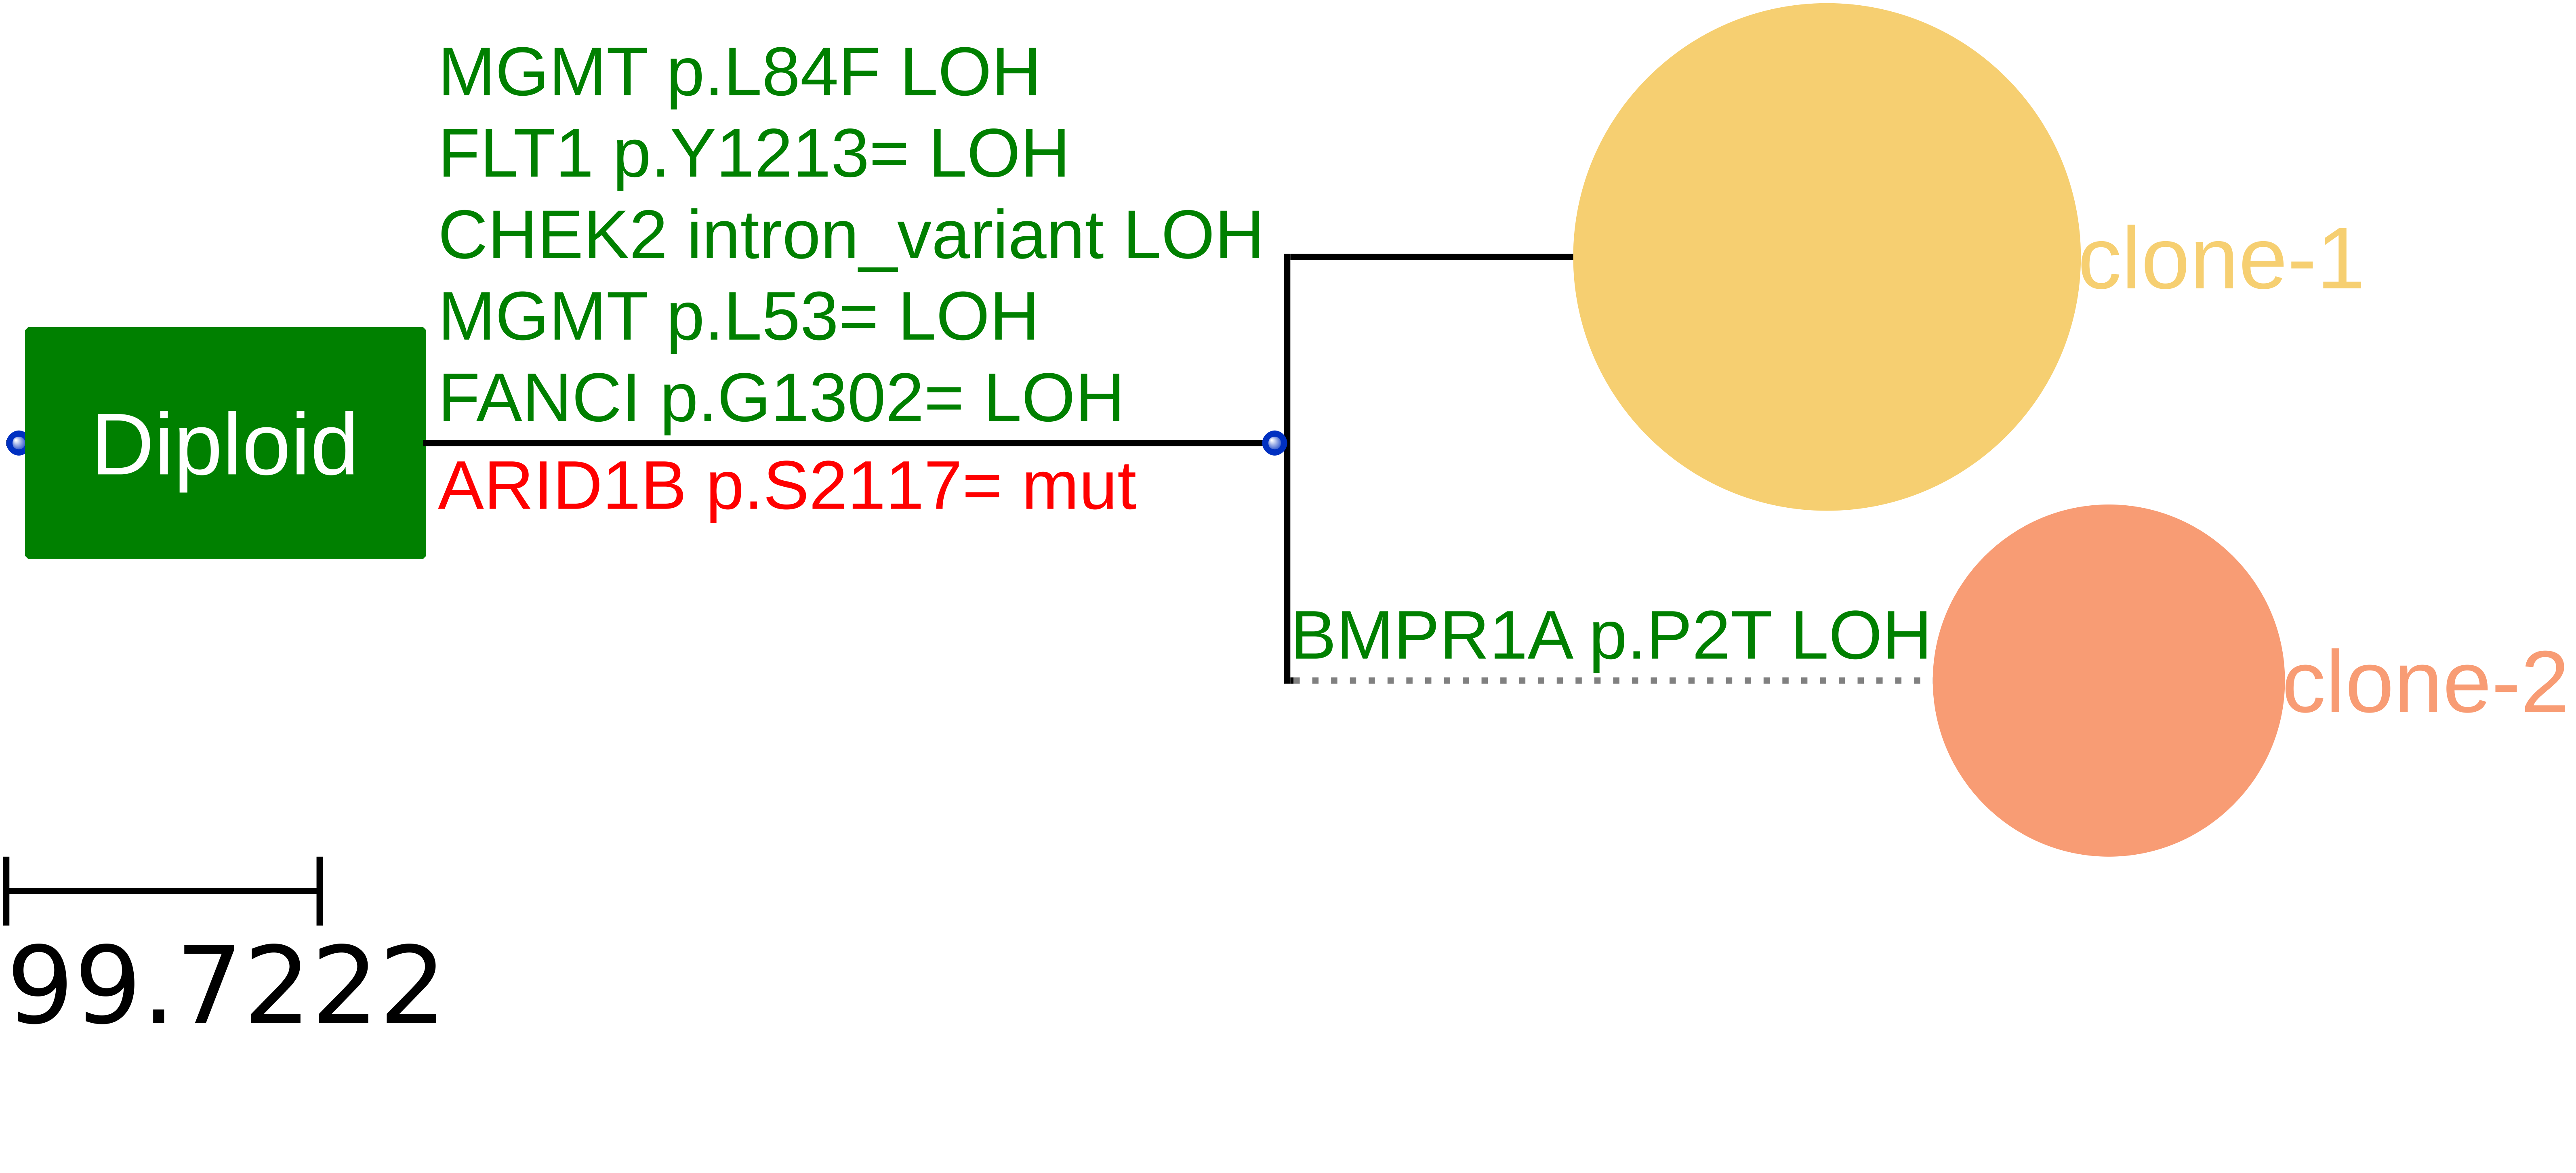 MGMT p.L84F LOH
FLT1 p.Y1213= LOH
CHEK2 intron_variant LOH
MGMT p.L53= LOH
FANCI p.G1302= LOH
Diploid
ARID1B p.S2117= mut
clone-1
BMPR1A p.P2T LOH
clone-2
99.7222